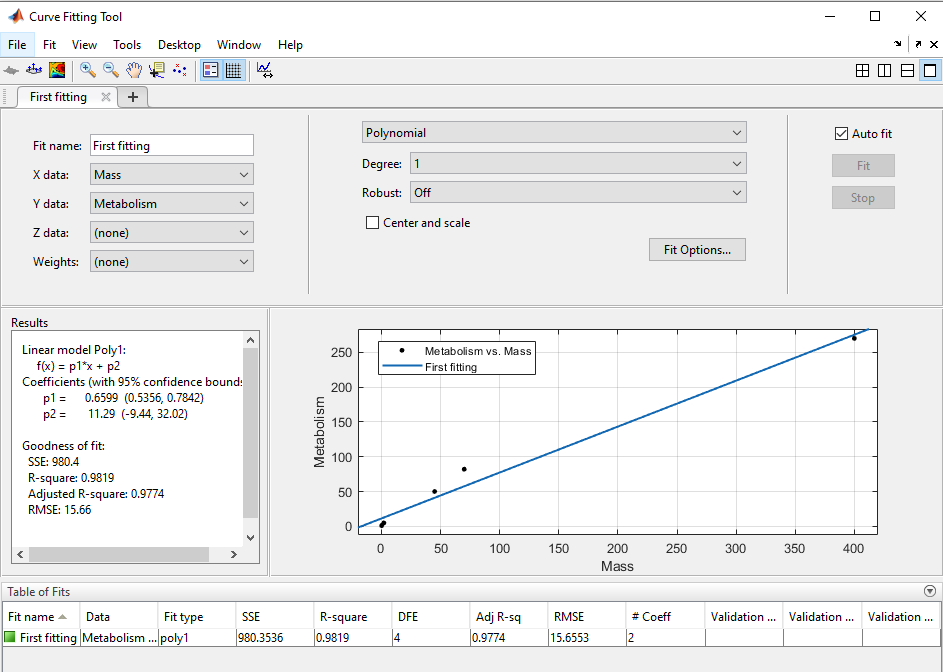 Curve Fitting Tool
File Fit View Tools Desktop Window Help
First fitting
Fit name: First fitting
X data: Mass
Y data: Metabolism
Z data: (none)
Weights: (none)
Polynomial
Degree: 1
Robust: Off
Center and scale
Fit Options...
Auto fit
Fit
Stop
Results
Linear model Poly1:
f(x) = p1*x + p2
Coefficients (with 95% confidence bounds
p1 = 0.6599 (0.5356, 0.7842)
p2 = 11.29 (-9.44, 32.02)
Goodness of fit:
SSE: 980.4
R-square: 0.9819
Adjusted R-square: 0.9774
RMSE: 15.66
Metabolism vs. Mass
First fitting
Metabolism
250
200
150
100
50
0
0 50 100 150 200 250 300 350 400
Mass
Table of Fits
Fit name Data Fit type SSE R-square DFE Adj R-sq RMSE # Coeff Validation ... Validation ... Validation ...
First fitting Metabolism ... poly1 980.3536 0.9819 4 0.9774 15.6553 2